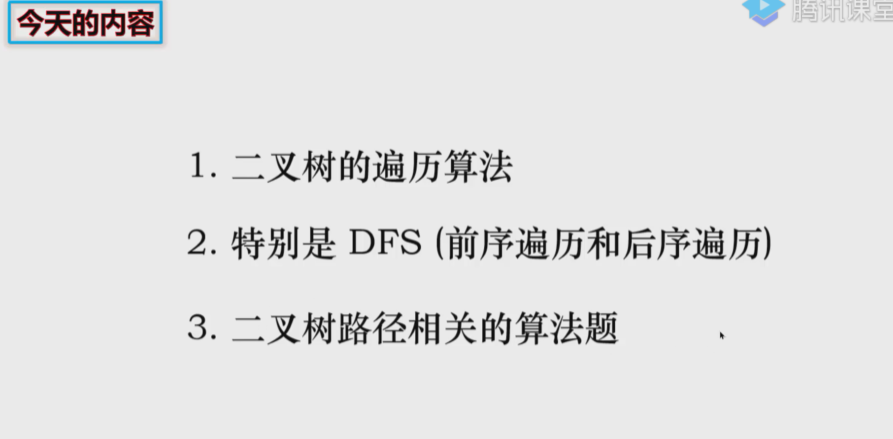 今天的内容
腾讯课堂
1. 二叉树的遍历算法
2. 特别是 DFS (前序遍历和后序遍历)
3. 二叉树路径相关的算法题